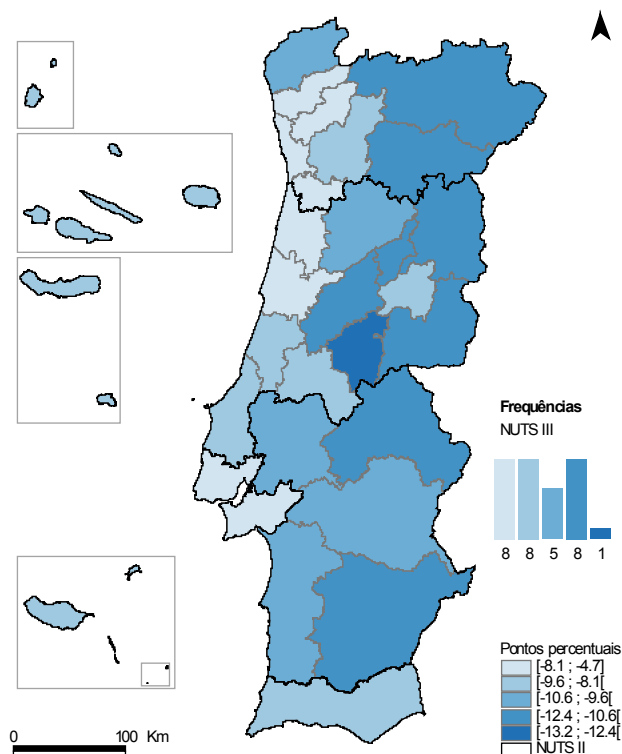 Frequências
NUTS III
8 8 5 8 1
Pontos percentuais
[-8.1 ; -4.7]
[-9.6 ; -8.1[
[-10.6 ; -9.6[
[-12.4 ; -10.6[
[-13.2 ; -12.4[
NUTS II
0 100 Km